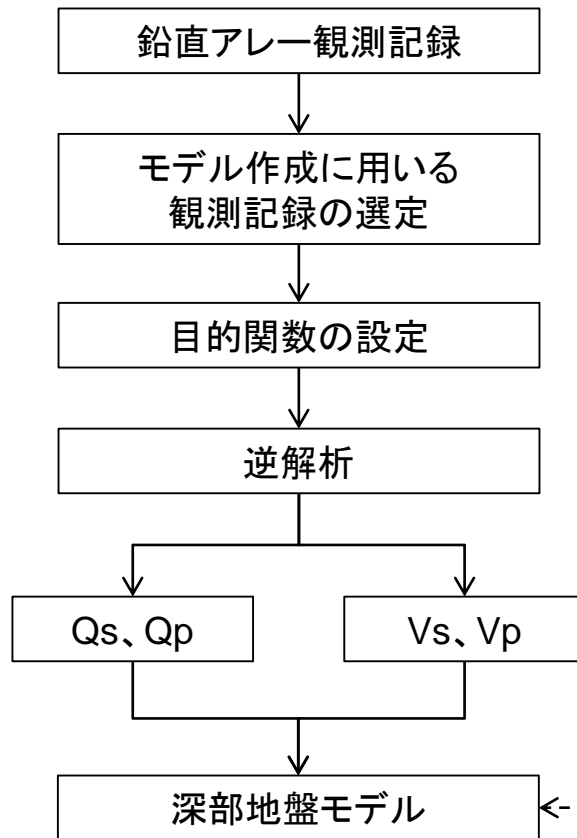 鉛直アレー観測記録
モデル作成に用いる
観測記録の選定
目的関数の設定
逆解析
Qs、Qp
Vs、Vp
深部地盤モデル